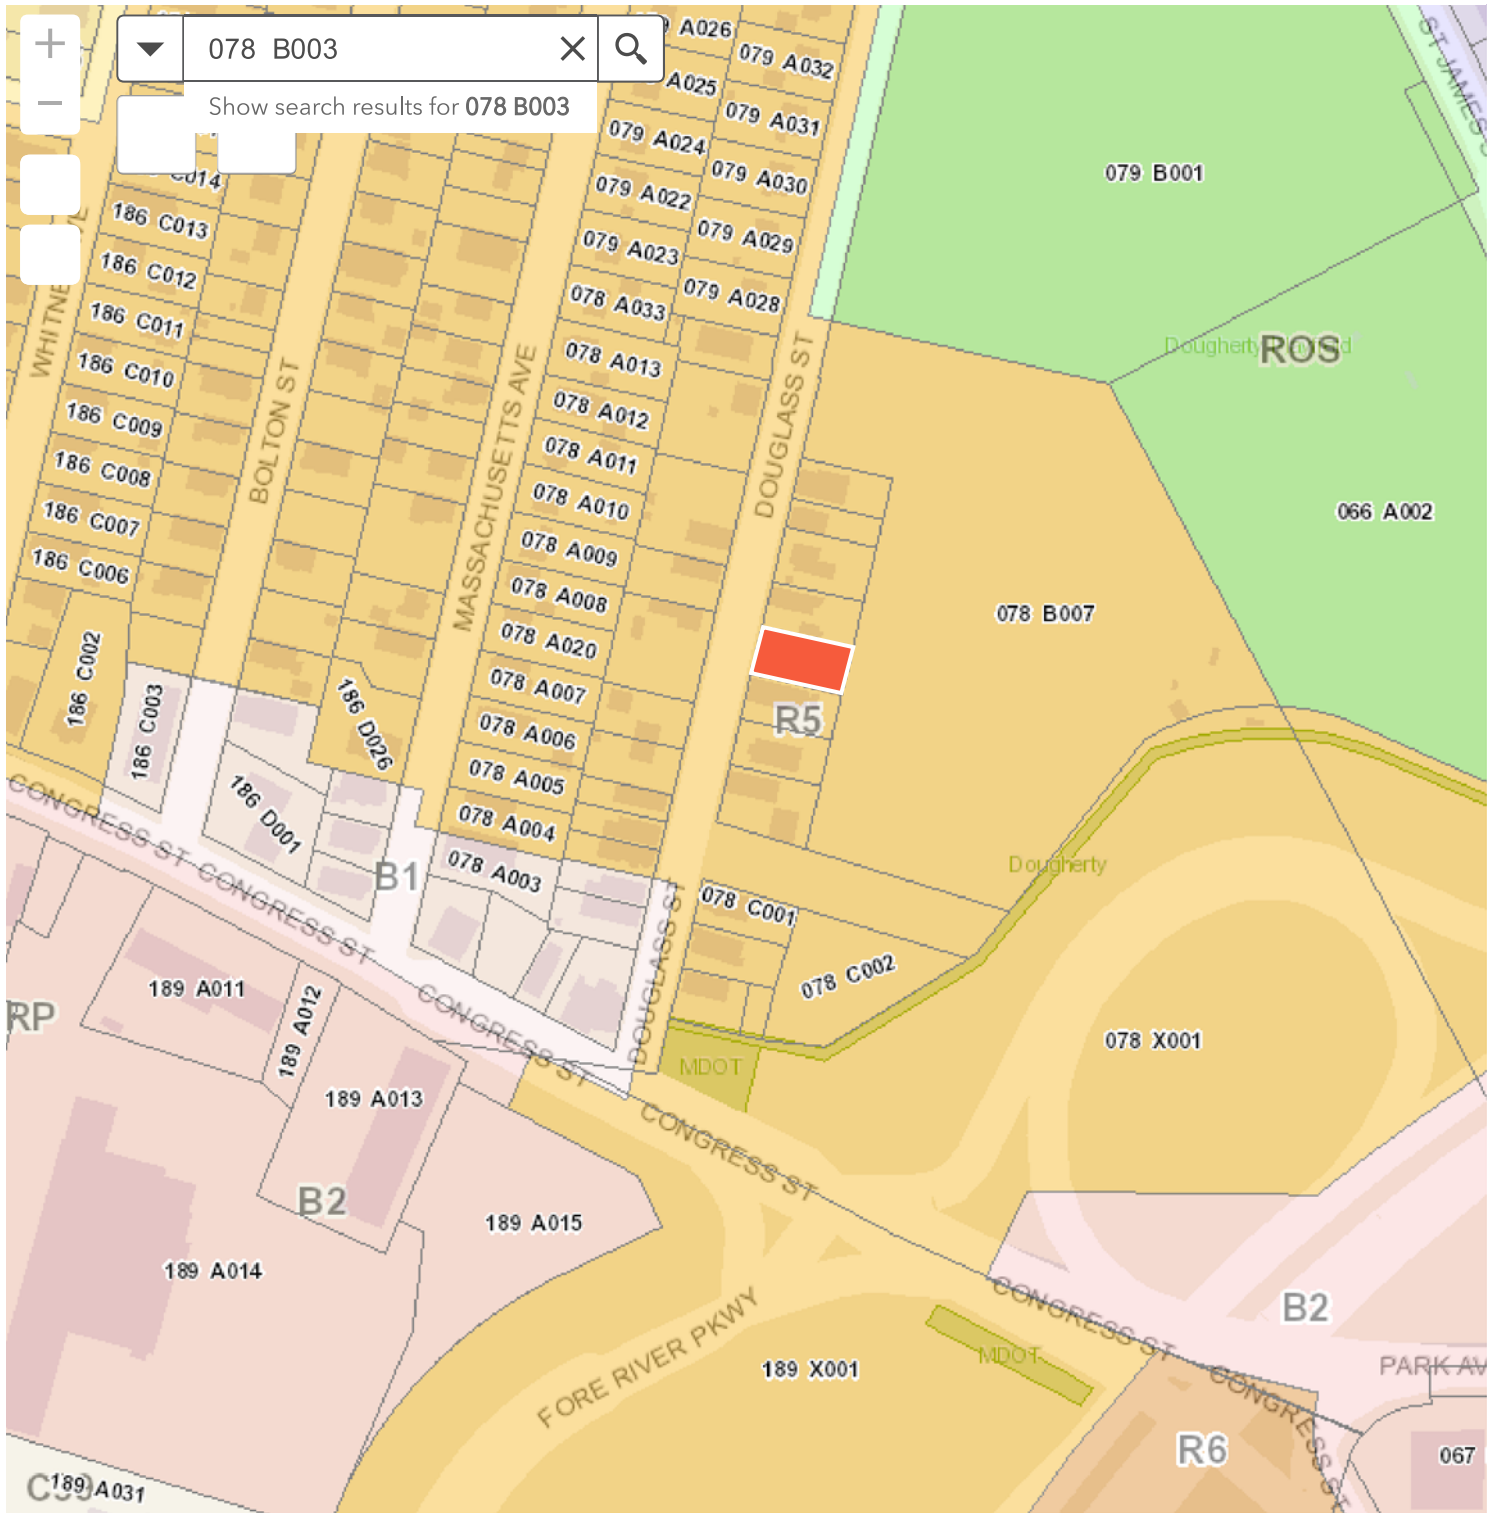 078 B003
Show search results for 078 B003
A026
079 A032
A025
079 A031
079 A024
079 A030
079 A022
079 A029
079 A023
079 A028
078 A033
078 A013
078 A012
078 A011
078 A010
078 A009
078 A008
078 A020
078 A007
078 A006
078 A005
078 A004
078 A003
C014
186 C013
186 C012
186 C011
186 C010
186 C009
186 C008
186 C007
186 C006
186 C002
186 C003
186 D026
186 D001
BOLTON ST
MASSACHUSETTS AVE
DOUGLASS ST
DOUGLASS ST
079 B001
ROS
066 A002
078 B007
R5
B1
Dougherty
078 C001
078 C002
078 X001
MDOT
CONGRESS ST
CONGRESS ST
CONGRESS ST
CONGRESS ST
CONGRESS ST
CONGRESS ST
RP
189 A011
189 A012
189 A013
B2
189 A015
189 A014
189 A031
FORE RIVER PKWY
189 X001
MDOT
B2
PARK AV
R6
067